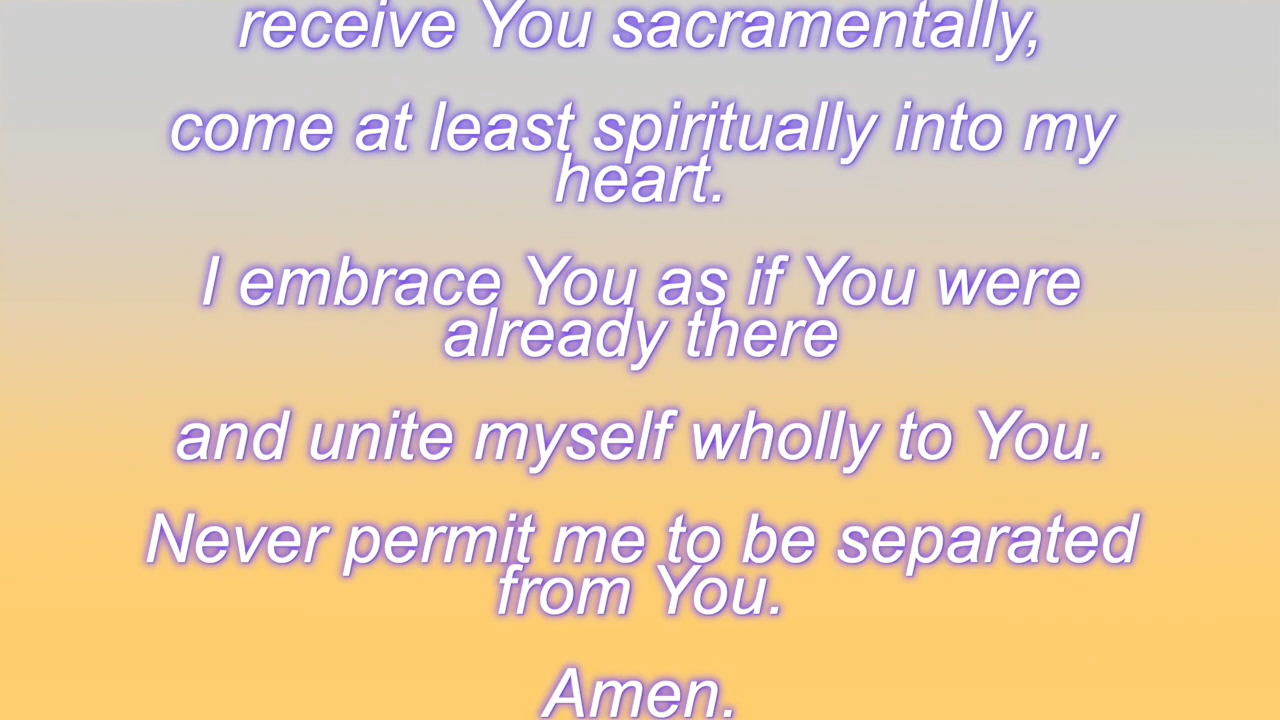 receive You sacramentally,
come at least spiritually into my
heart.
I embrace You as if You were
already there
and unite myself wholly to You.
Never permit me to be separated
from You.
Amen.